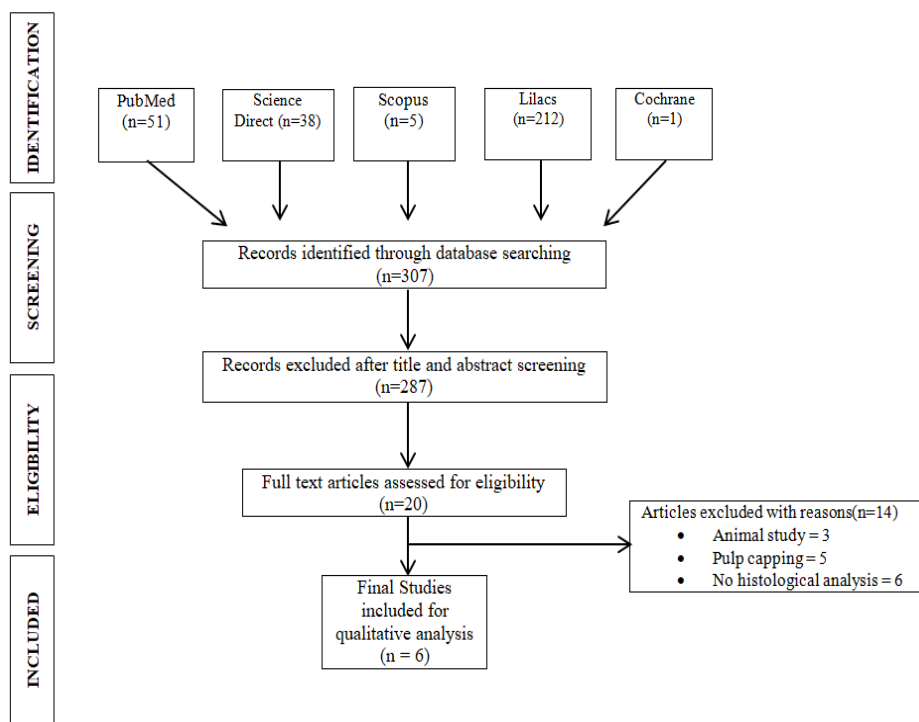 IDENTIFICATION
PubMed
(n=51)
Science
Direct (n=38)
Scopus
(n=5)
Lilacs
(n=212)
Cochrane
(n=1)
SCREENING
Records identified through database searching
(n=307)
Records excluded after title and abstract screening
(n=287)
ELIGIBILITY
Full text articles assessed for eligibility
(n=20)
Articles excluded with reasons(n=14)
• Animal study = 3
• Pulp capping = 5
• No histological analysis = 6
INCLUDED
Final Studies
included for
qualitative analysis
(n = 6)